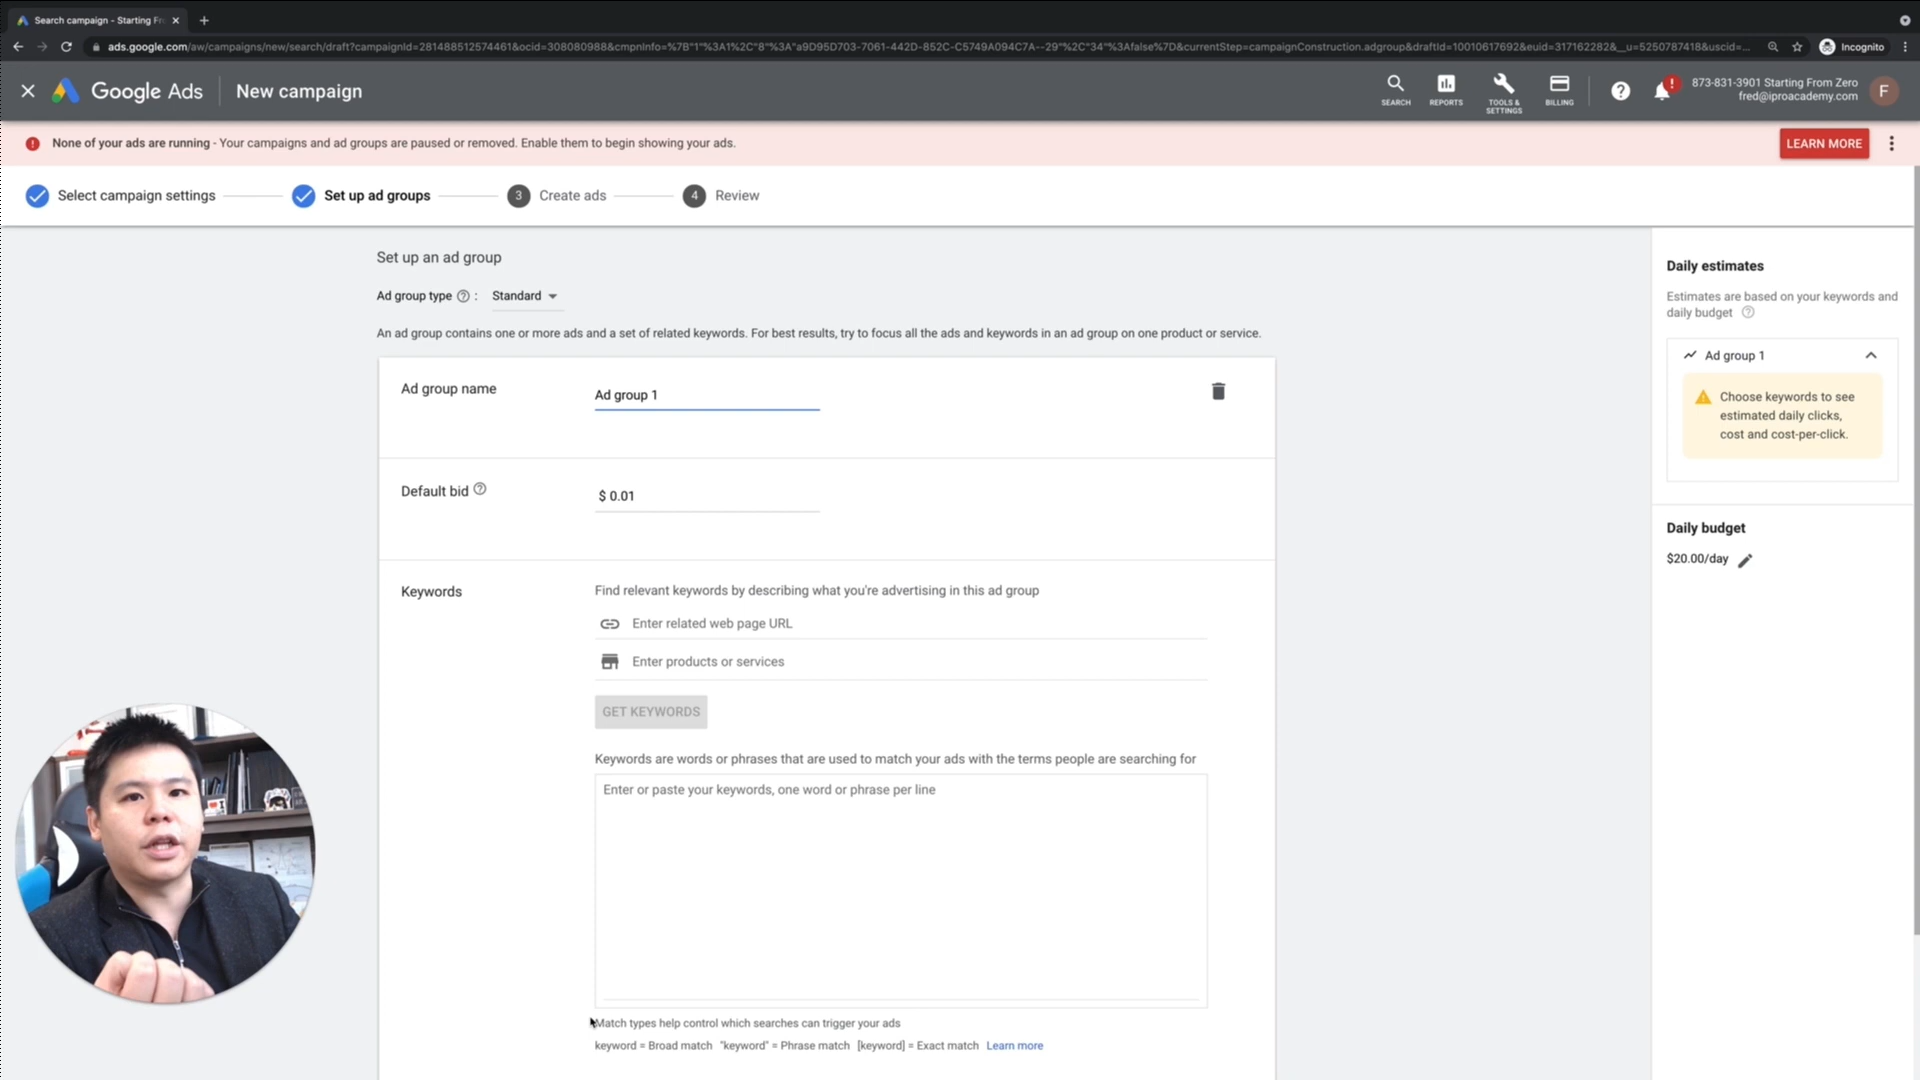 Search campaign - Starting Fr
ads.google.com/aw/campaigns/new/search/draft?campaignId=281488512574461&ocid=308080988&cmpnInfo=%7B"1"%3A1%2C"8"%3A"a9D95D703-7061-442D-852C-C5749A094C7A--29"%2C"34"%3Afalse%7D&currentStep=campaignConstruction.adgroup&draftId=10010617692&euid=317162282&__u=5250787418&uscid=...
Incognito
Google Ads
New campaign
SEARCH
REPORTS
TOOLS &
SETTINGS
BILLING
873-831-3901 Starting From Zero
fred@iproacademy.com
F
None of your ads are running - Your campaigns and ad groups are paused or removed. Enable them to begin showing your ads.
LEARN MORE
Select campaign settings
Set up ad groups
3 Create ads
4 Review
Set up an ad group
Ad group type ? : Standard
An ad group contains one or more ads and a set of related keywords. For best results, try to focus all the ads and keywords in an ad group on one product or service.
Ad group name
Ad group 1
Default bid ?
$ 0.01
Keywords
Find relevant keywords by describing what you're advertising in this ad group
Enter related web page URL
Enter products or services
GET KEYWORDS
Keywords are words or phrases that are used to match your ads with the terms people are searching for
Enter or paste your keywords, one word or phrase per line
Match types help control which searches can trigger your ads
keyword = Broad match "keyword" = Phrase match [keyword] = Exact match Learn more
Daily estimates
Estimates are based on your keywords and
daily budget ?
Ad group 1
Choose keywords to see
estimated daily clicks,
cost and cost-per-click.
Daily budget
$20.00/day